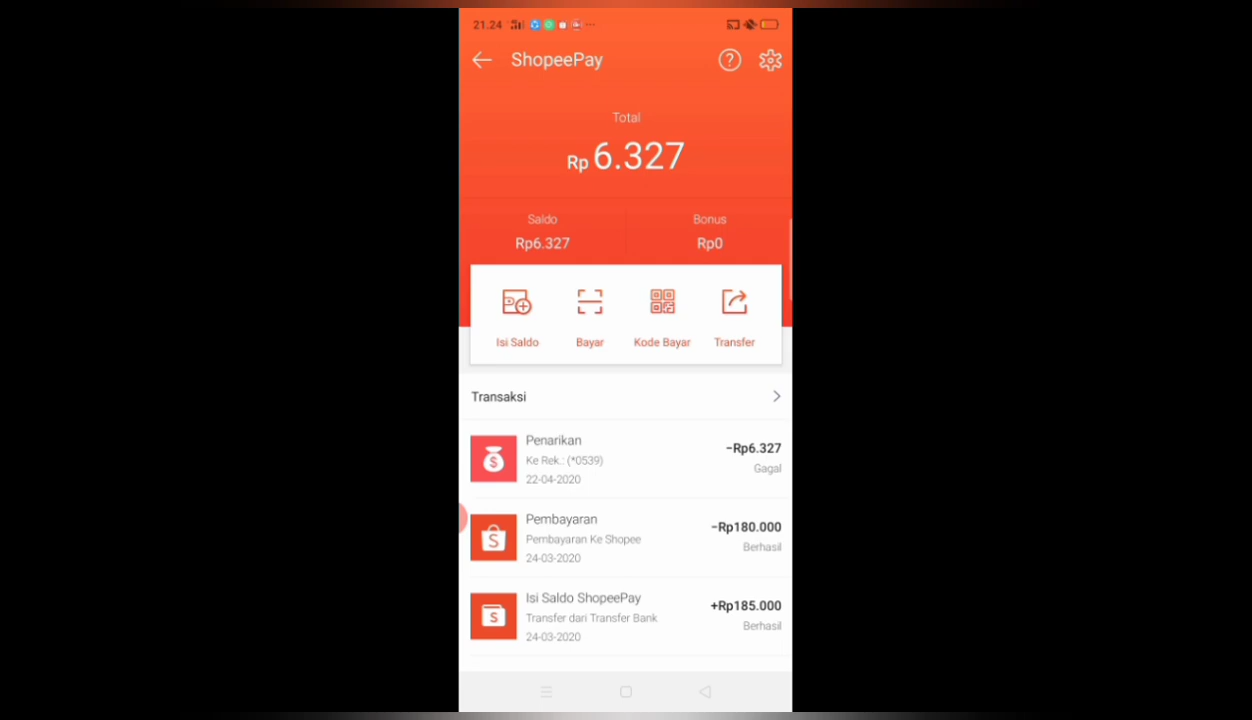 21.24
ShopeePay
Total
Rp 6.327
Saldo
Bonus
Rp6.327
Rp0
Isi Saldo
Bayar
Kode Bayar
Transfer
Transaksi
Penarikan
−Rp6.327
Ke Rek.: (*0539)
Gagal
22-04-2020
Pembayaran
−Rp180.000
Pembayaran Ke Shopee
Berhasil
24-03-2020
Isi Saldo ShopeePay
+Rp185.000
Transfer dari Transfer Bank
Berhasil
24-03-2020